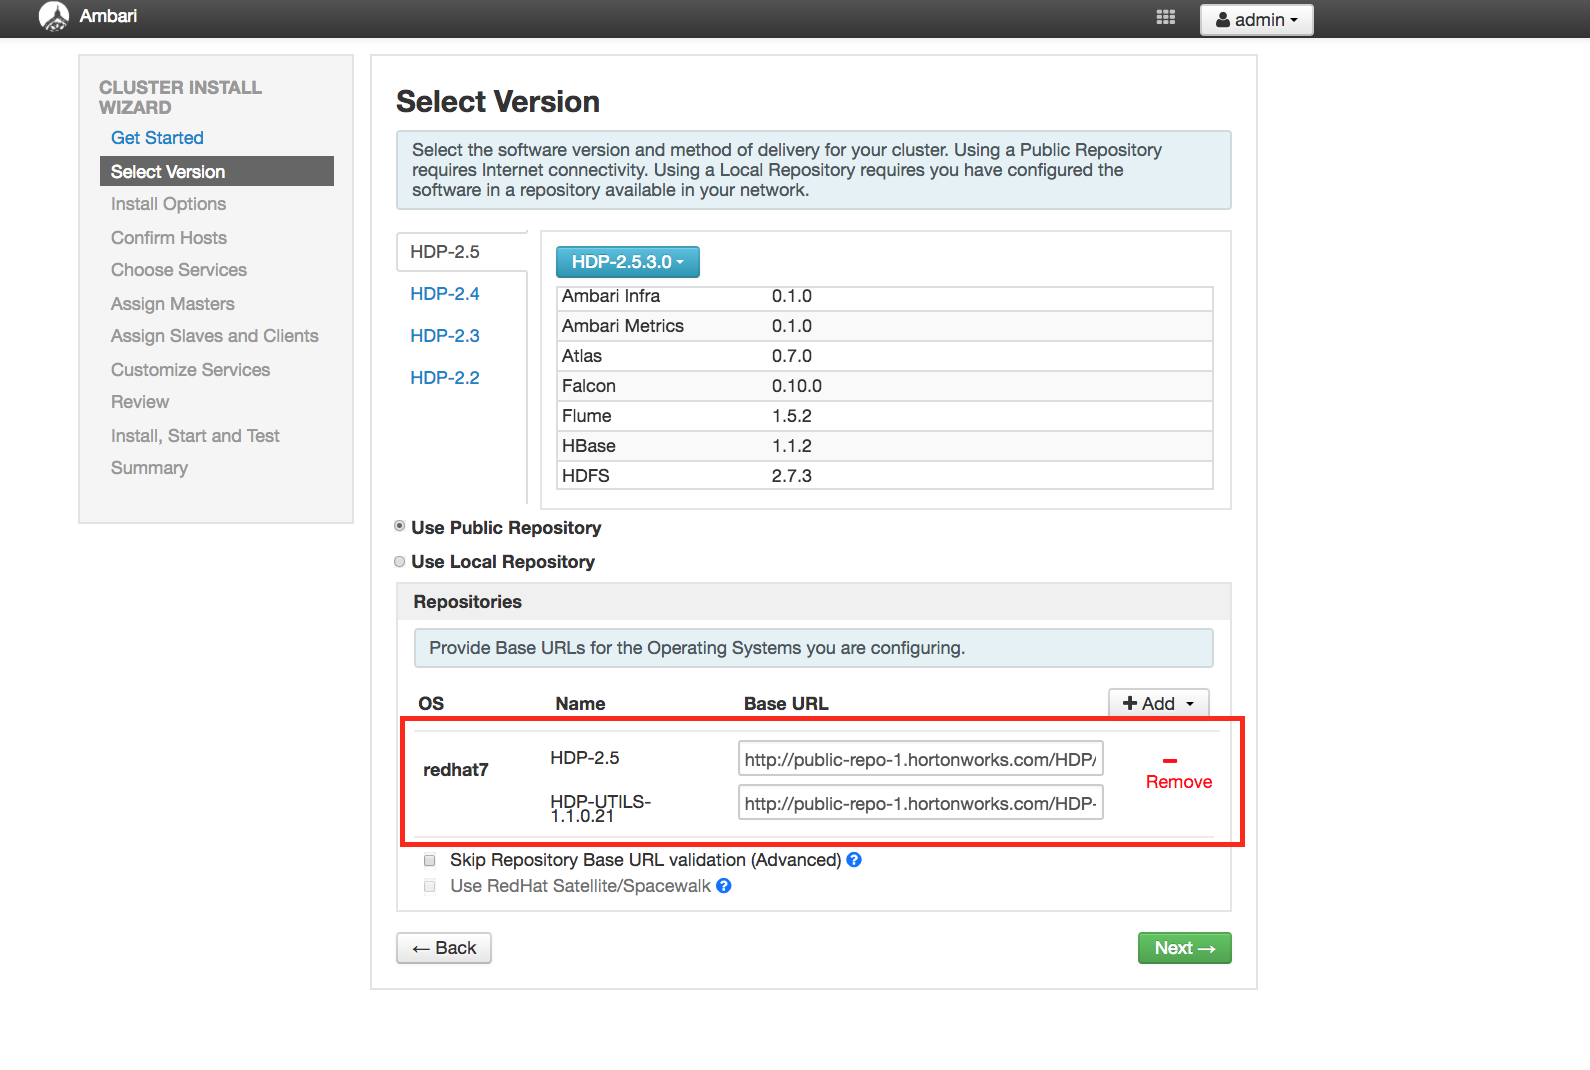 Ambari
admin
CLUSTER INSTALL
WIZARD
Get Started
Select Version
Install Options
Confirm Hosts
Choose Services
Assign Masters
Assign Slaves and Clients
Customize Services
Review
Install, Start and Test
Summary
Select Version
Select the software version and method of delivery for your cluster. Using a Public Repository
requires Internet connectivity. Using a Local Repository requires you have configured the
software in a repository available in your network.
HDP-2.5
HDP-2.4
HDP-2.3
HDP-2.2
HDP-2.5.3.0
Ambari Infra 0.1.0
Ambari Metrics 0.1.0
Atlas 0.7.0
Falcon 0.10.0
Flume 1.5.2
HBase 1.1.2
HDFS 2.7.3
Use Public Repository
Use Local Repository
Repositories
Provide Base URLs for the Operating Systems you are configuring.
OS Name Base URL + Add
redhat7
HDP-2.5 http://public-repo-1.hortonworks.com/HDP/
HDP-UTILS-
1.1.0.21
http://public-repo-1.hortonworks.com/HDP-
Remove
Skip Repository Base URL validation (Advanced) ?
Use RedHat Satellite/Spacewalk ?
← Back
Next →